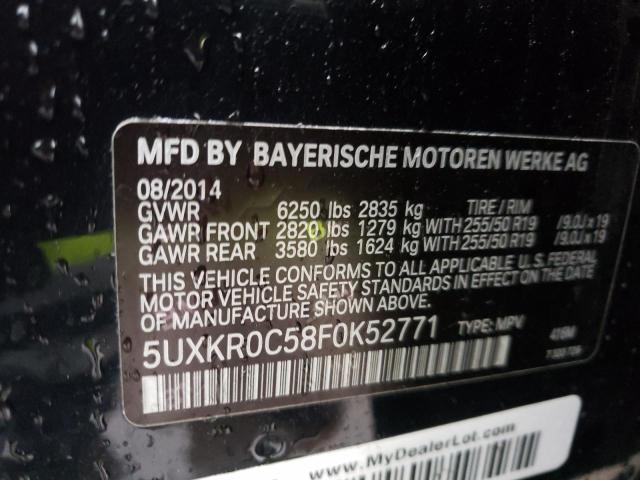 MFD BY BAYERISCHE MOTOREN WERKE AG
08/2014
GVWR 6250 lbs 2835 kg TIRE / RIM
GAWR FRONT 2820 lbs 1279 kg WITH 255/50 R19 /9.0J x 19
GAWR REAR 3580 lbs 1624 kg WITH 255/50 R19 /9.0J x 19
THIS VEHICLE CONFORMS TO ALL APPLICABLE U.S. FEDERAL
MOTOR VEHICLE SAFETY STANDARDS IN EFFECT ON THE DATE
OF MANUFACTURE SHOWN ABOVE.
5UXKR0C58F0K52771 TYPE: MPV
www.MyDealerLot.com